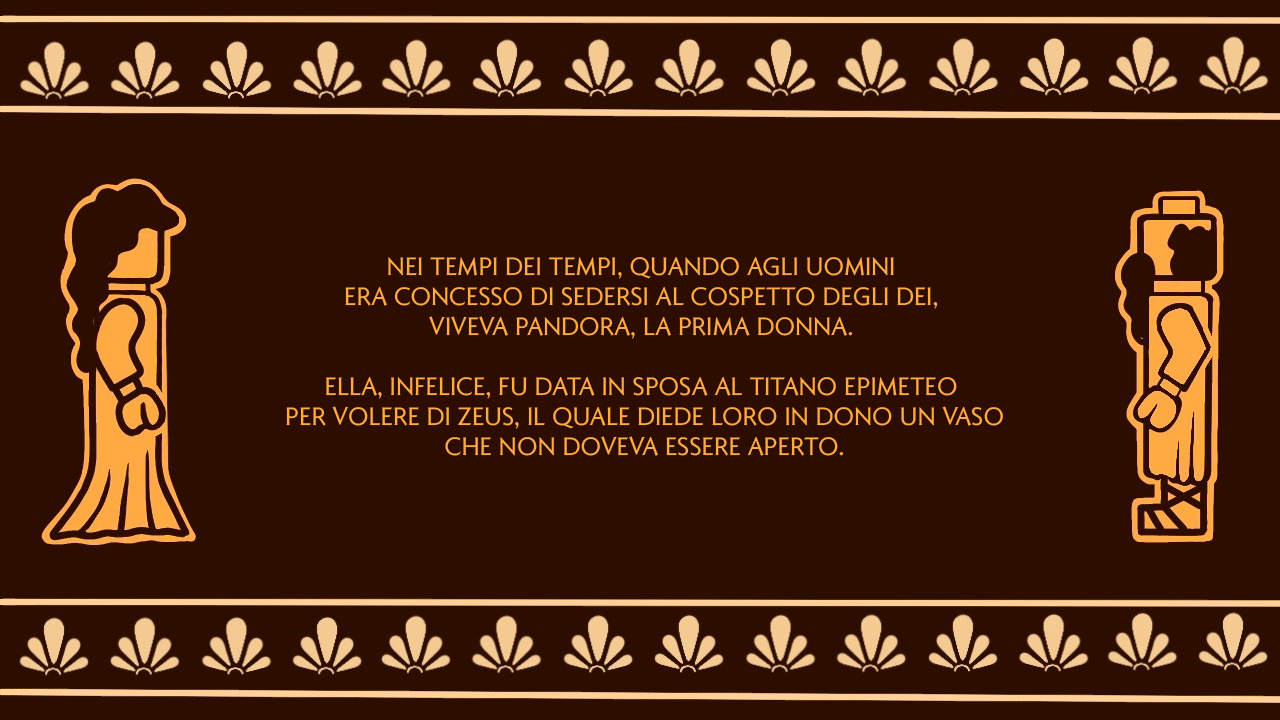 NEI TEMPI DEI TEMPI, QUANDO AGLI UOMINI
ERA CONCESSO DI SEDERSI AL COSPETTO DEGLI DEI,
VIVEVA PANDORA, LA PRIMA DONNA.
ELLA, INFELICE, FU DATA IN SPOSA AL TITANO EPIMETEO
PER VOLERE DI ZEUS, IL QUALE DIEDE LORO IN DONO UN VASO
CHE NON DOVEVA ESSERE APERTO.